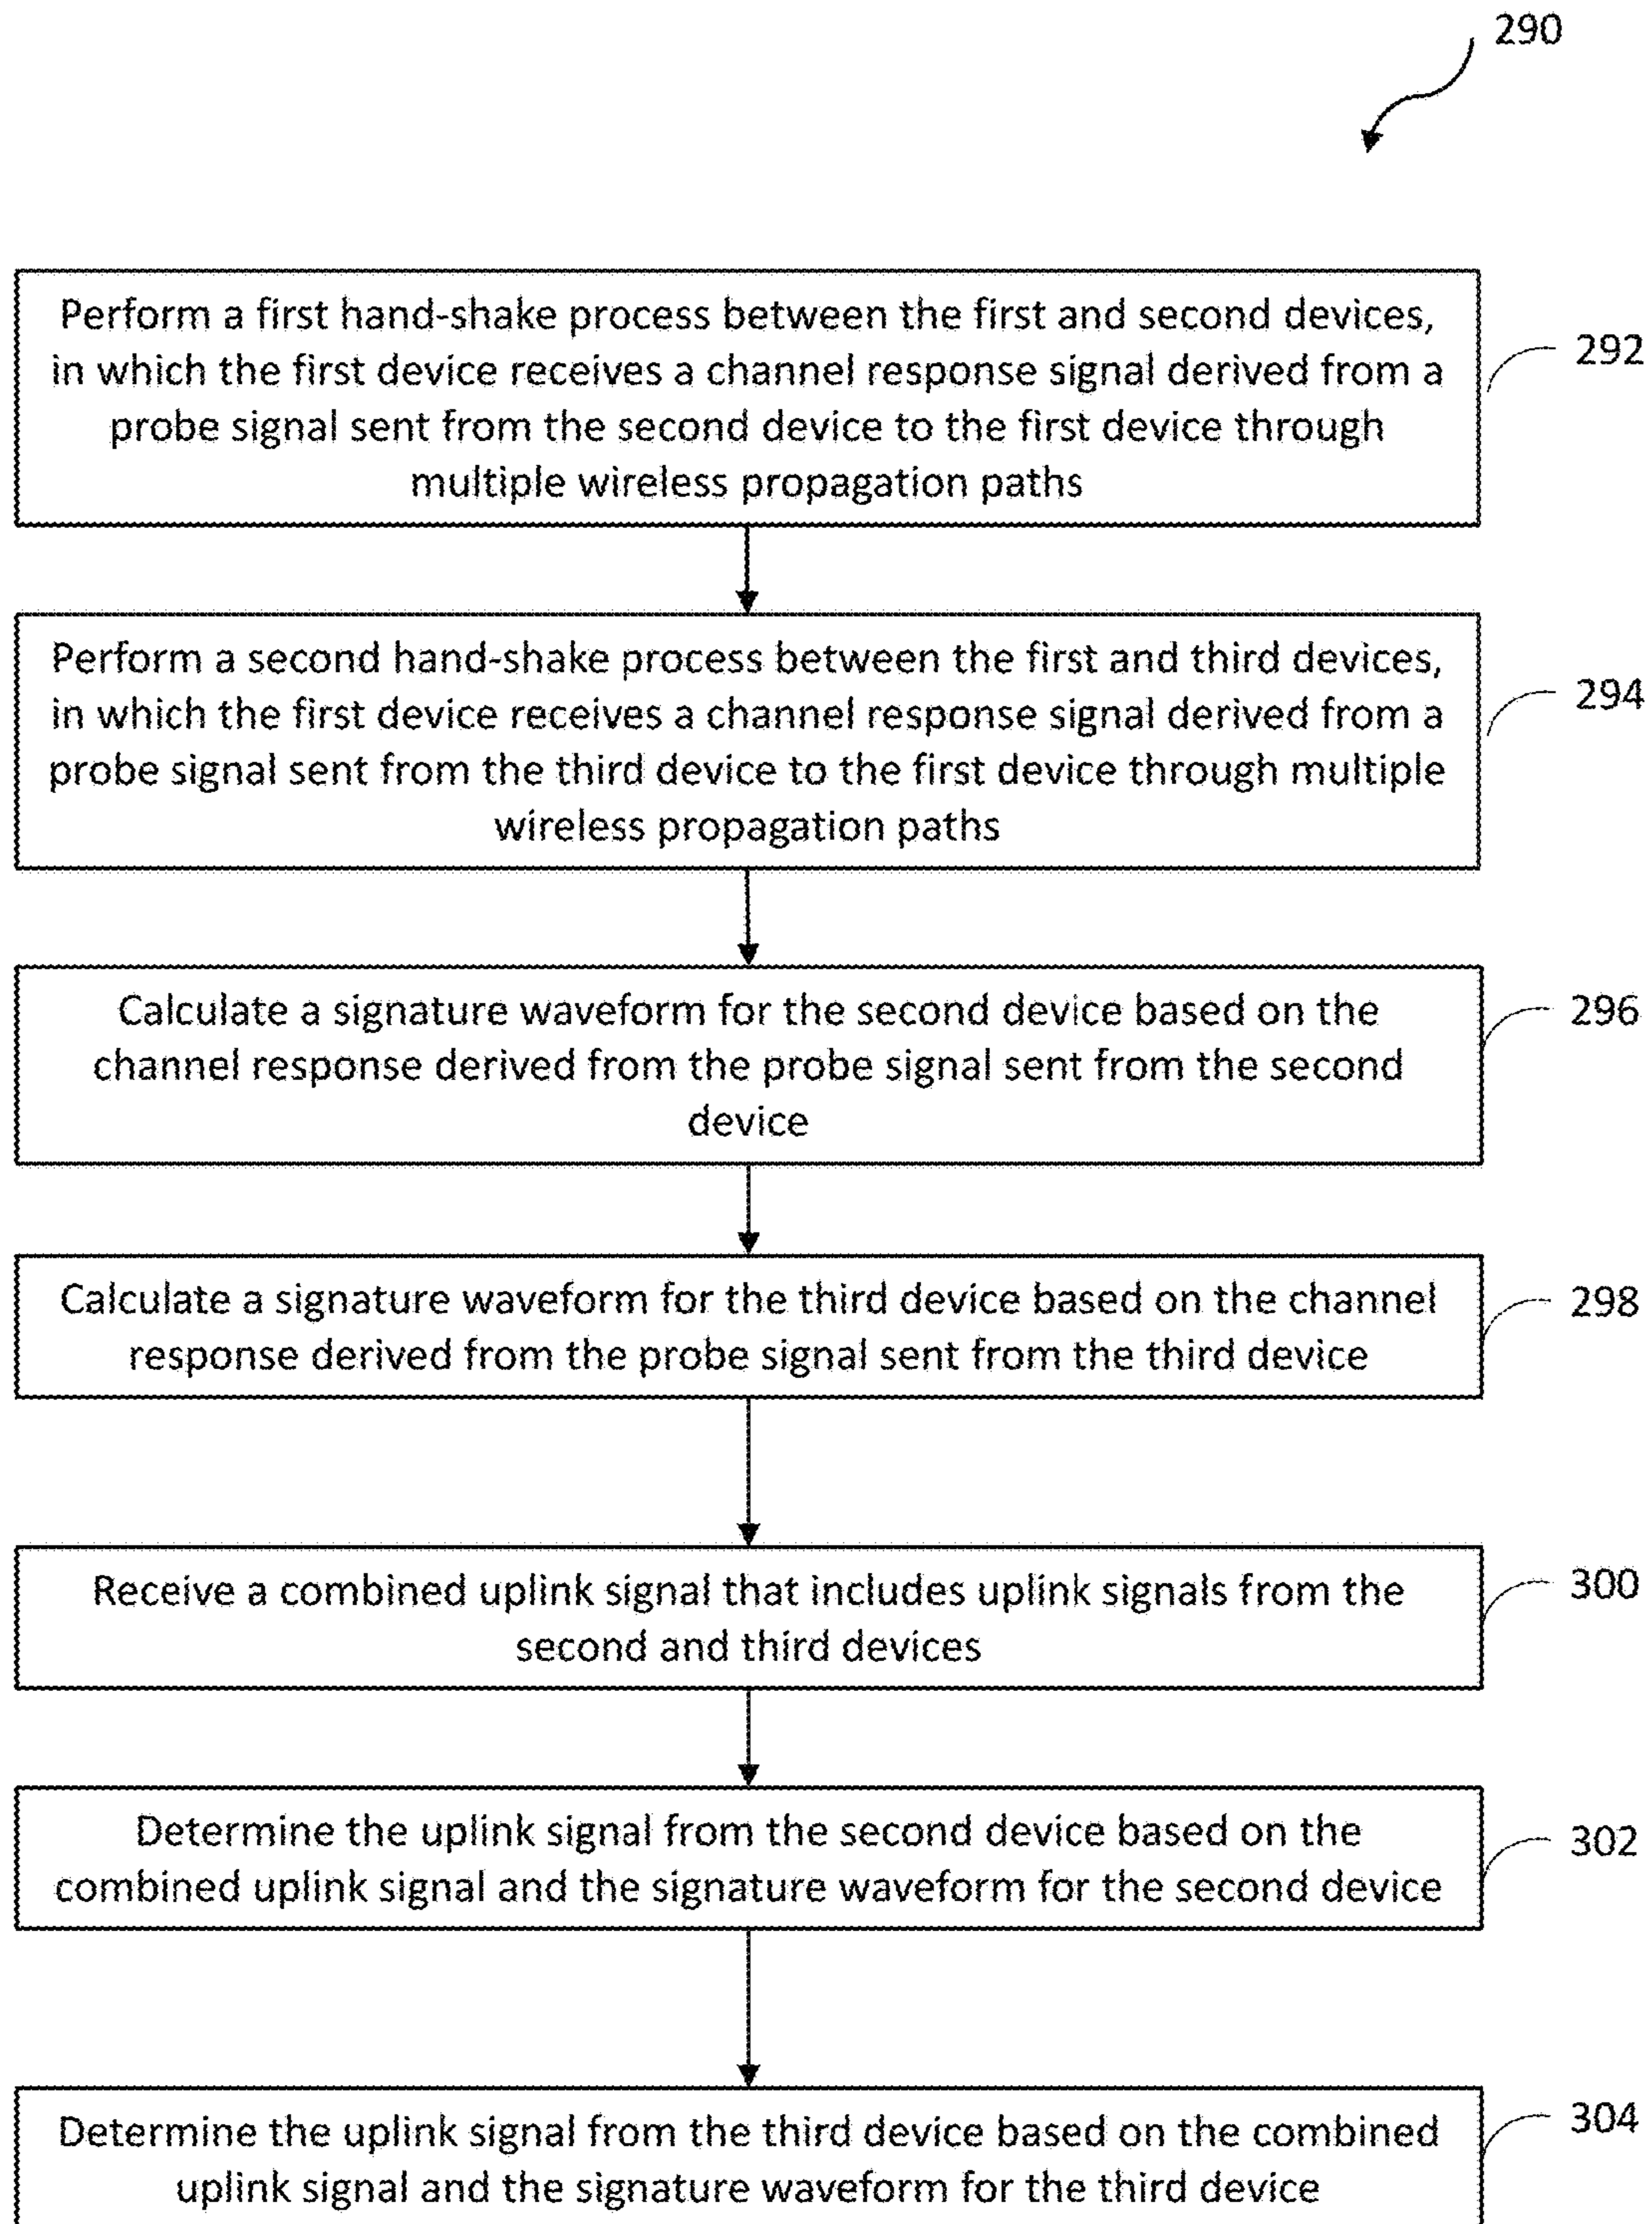 290
Perform a first hand-shake process between the first and second devices,
in which the first device receives a channel response signal derived from a
probe signal sent from the second device to the first device through
multiple wireless propagation paths
292
Perform a second hand-shake process between the first and third devices,
in which the first device receives a channel response signal derived from a
probe signal sent from the third device to the first device through multiple
wireless propagation paths
294
Calculate a signature waveform for the second device based on the
channel response derived from the probe signal sent from the second
device
296
Calculate a signature waveform for the third device based on the channel
response derived from the probe signal sent from the third device
298
Receive a combined uplink signal that includes uplink signals from the
second and third devices
300
Determine the uplink signal from the second device based on the
combined uplink signal and the signature waveform for the second device
302
Determine the uplink signal from the third device based on the combined
uplink signal and the signature waveform for the third device
304